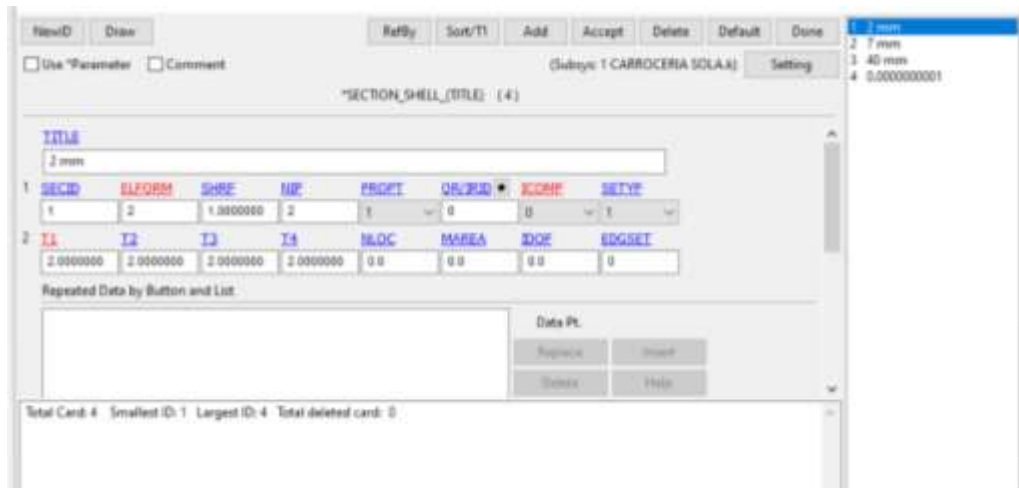 NewID Draw RefBy Sort/T1 Add Accept Delete Default Done
Use *Parameter Comment (Subsys: 1 CARROCERIA SOLA.k) Setting
*SECTION_SHELL_(TITLE) (4)
TITLE
2 mm
1 SECID ELFORM SHRF NIP PROPT QR/IRID ICOMP SETYP
1 2 1.0000000 2 1 0 0 1
2 T1 T2 T3 T4 NLOC MAREA IDOF EDGSET
2.0000000 2.0000000 2.0000000 2.0000000 0.0 0.0 0.0 0
Repeated Data by Button and List
Data Pt.
Replace Insert
Delete Help
Total Card: 4 Smallest ID: 1 Largest ID: 4 Total deleted card: 0
1 2 mm
2 7 mm
3 40 mm
4 0.0000000001